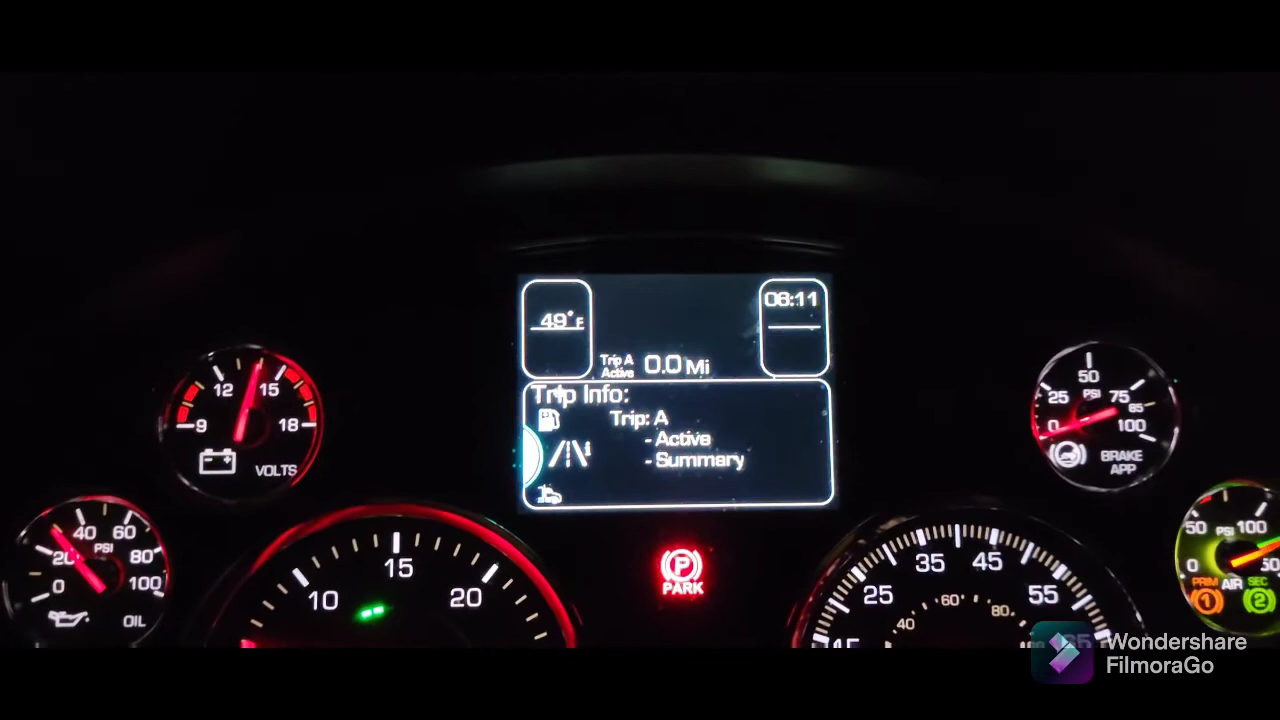 49°F
08:11
Trip A
Active
0.0 Mi
Trip Info:
Trip: A
- Active
- Summary
12
15
9
18
VOLTS
50
25
PSI
75
85
0
100
BRAKE
APP
40
60
20
PSI
80
0
100
OIL
15
10
20
P
PARK
35
45
25
55
60
80
40
50
PSI
100
0
PRIM
AIR
SEC
1
2
Wondershare
FilmoraGo